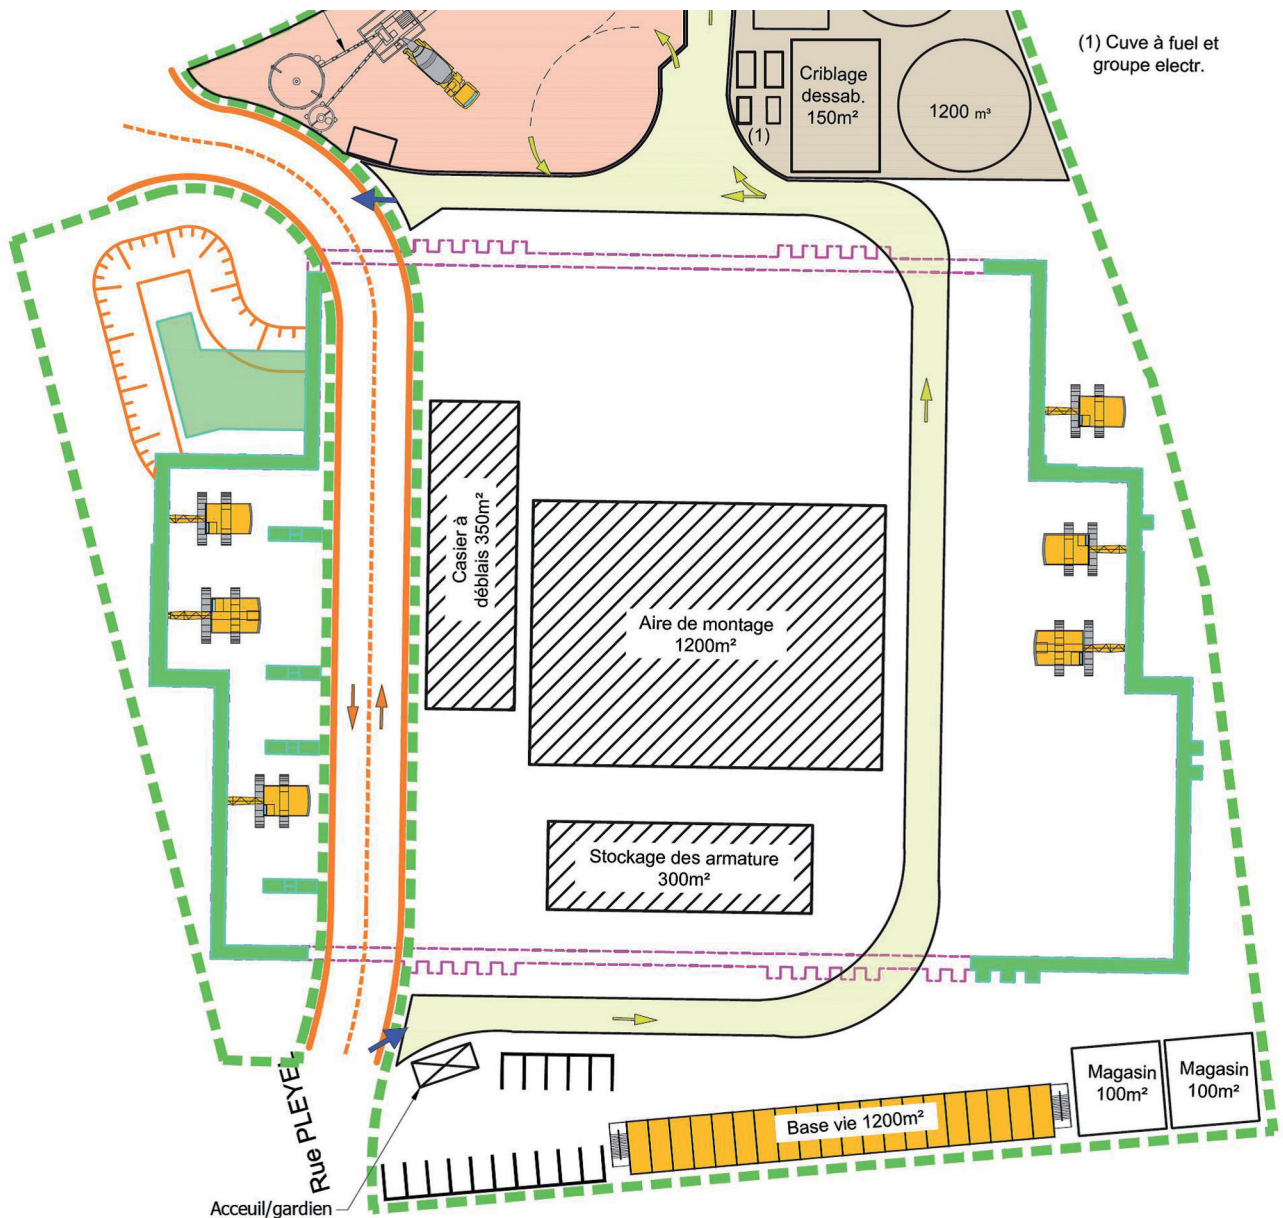 (1) Cuve à fuel et
groupe electr.
Criblage
dessab.
150m²
1200 m³
(1)
Casier à
déblais 350m²
Aire de montage
1200m²
Stockage des armature
300m²
Magasin
100m²
Magasin
100m²
Base vie 1200m²
Rue PLEYEL
Acceuil/gardien